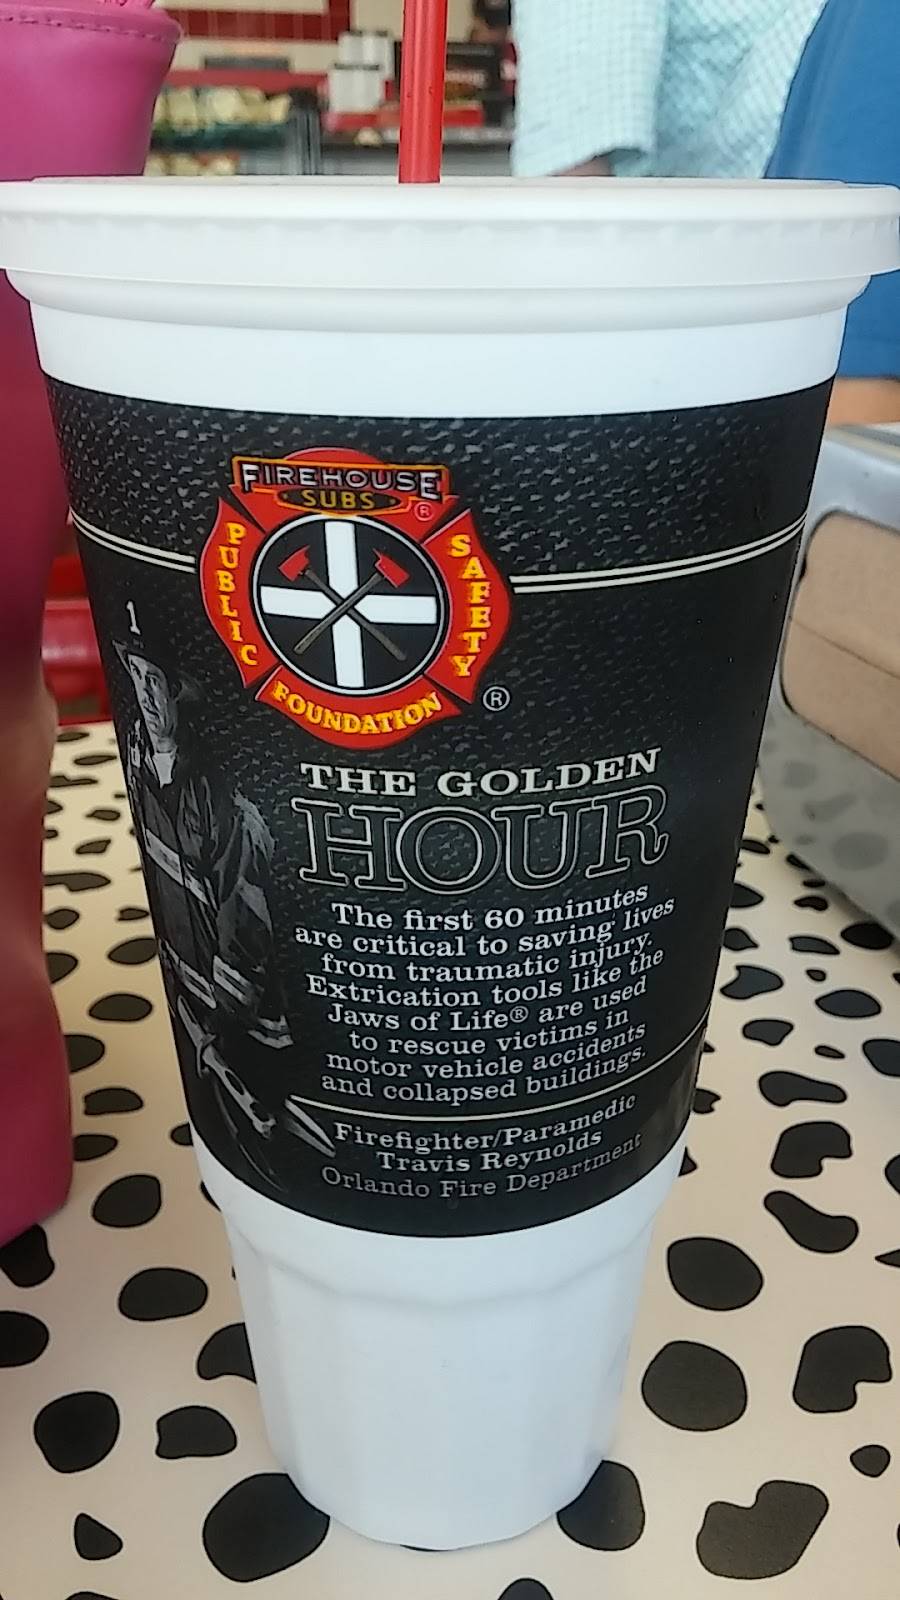 FIREHOUSE
SUBS
®
PUBLIC
SAFETY
FOUNDATION
®
1
THE GOLDEN
HOUR
The first 60 minutes
are critical to saving lives
from traumatic injury.
Extrication tools like the
Jaws of Life® are used
to rescue victims in
motor vehicle accidents
and collapsed buildings.
Firefighter/Paramedic
Travis Reynolds
Orlando Fire Department